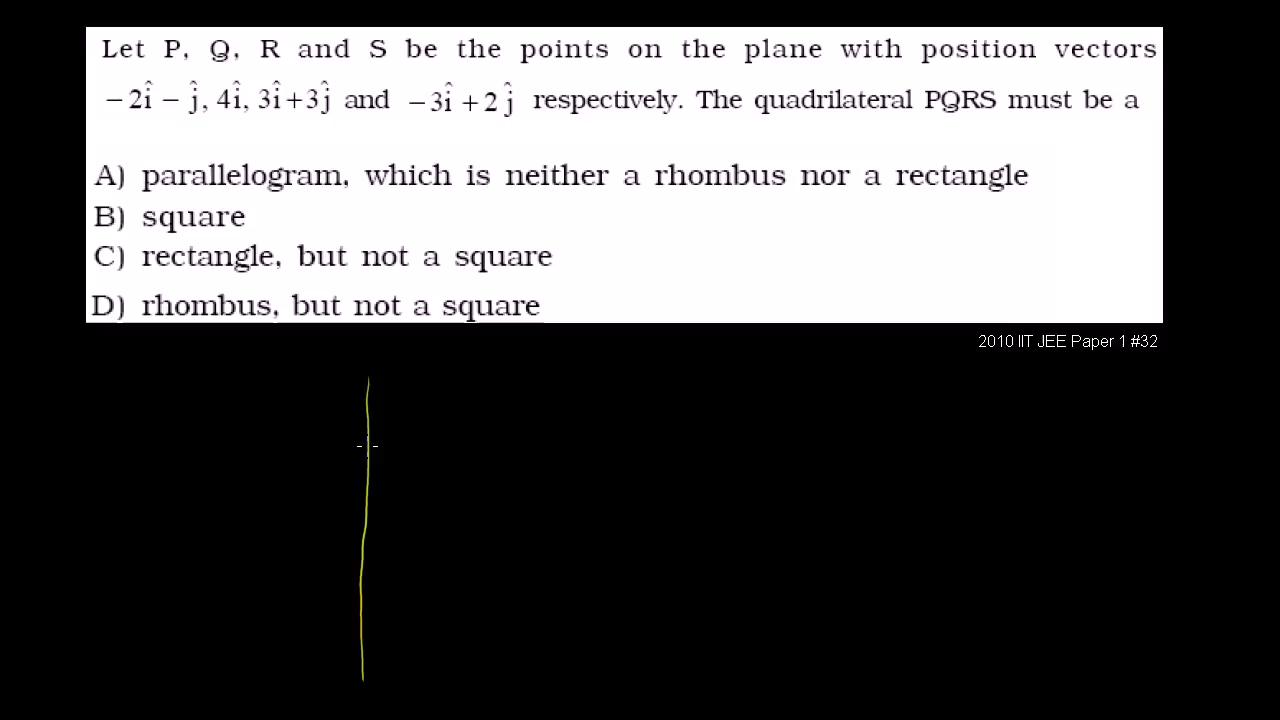 Let P, Q, R and S be the points on the plane with position vectors
−2î − ĵ, 4î, 3î+3ĵ and −3î +2 ĵ respectively. The quadrilateral PQRS must be a
A) parallelogram, which is neither a rhombus nor a rectangle
B) square
C) rectangle, but not a square
D) rhombus, but not a square
2010 IIT JEE Paper 1 #32